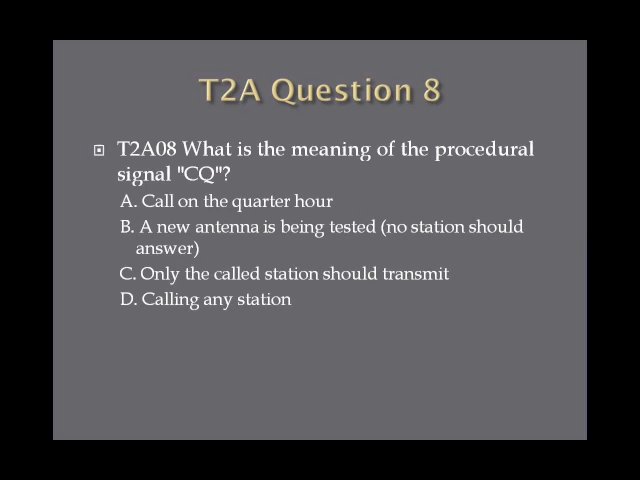 T2A Question 8
T2A08 What is the meaning of the procedural
signal "CQ"?
A. Call on the quarter hour
B. A new antenna is being tested (no station should
answer)
C. Only the called station should transmit
D. Calling any station